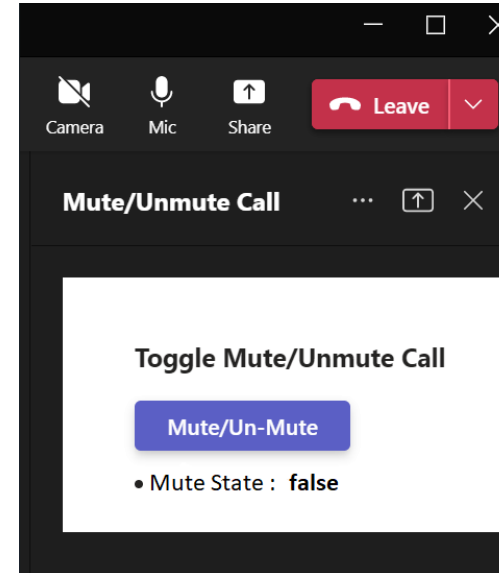 Camera Mic Share Leave
Mute/Unmute Call
Toggle Mute/Unmute Call
Mute/Un-Mute
• Mute State : false